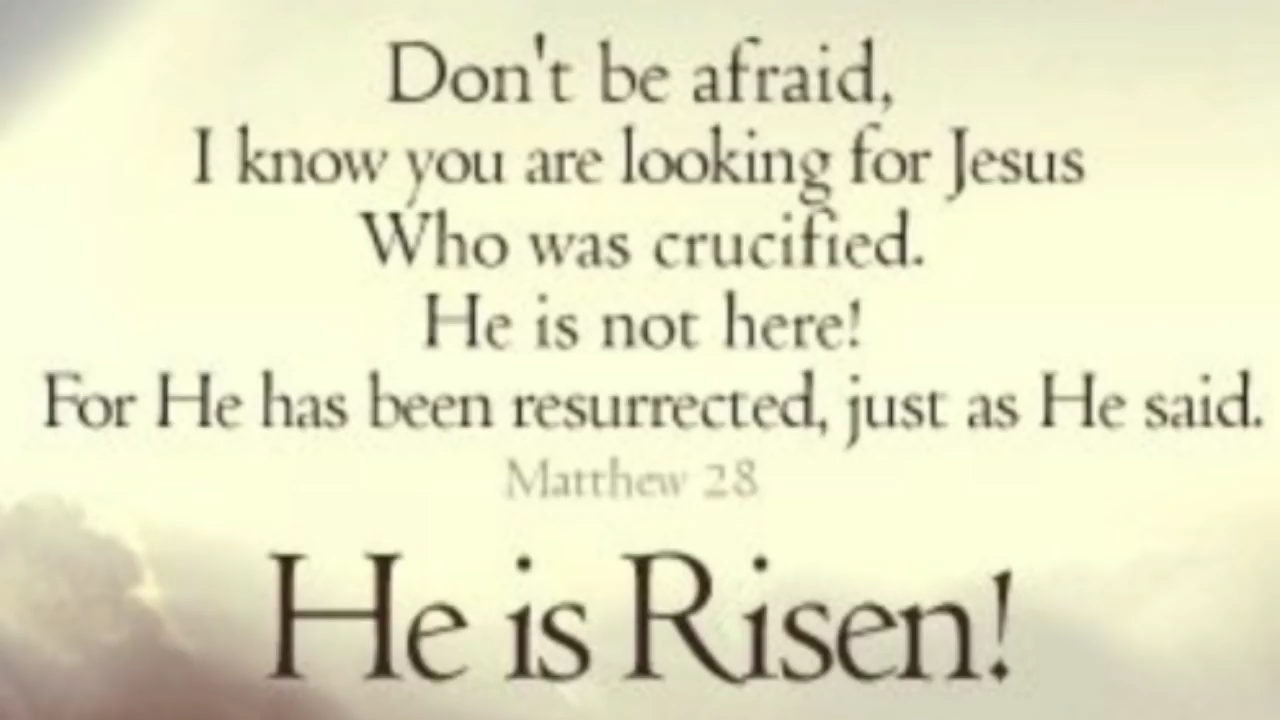 Don't be afraid,
I know you are looking for Jesus
Who was crucified.
He is not here!
For He has been resurrected, just as He said.
Matthew 28
He is Risen!